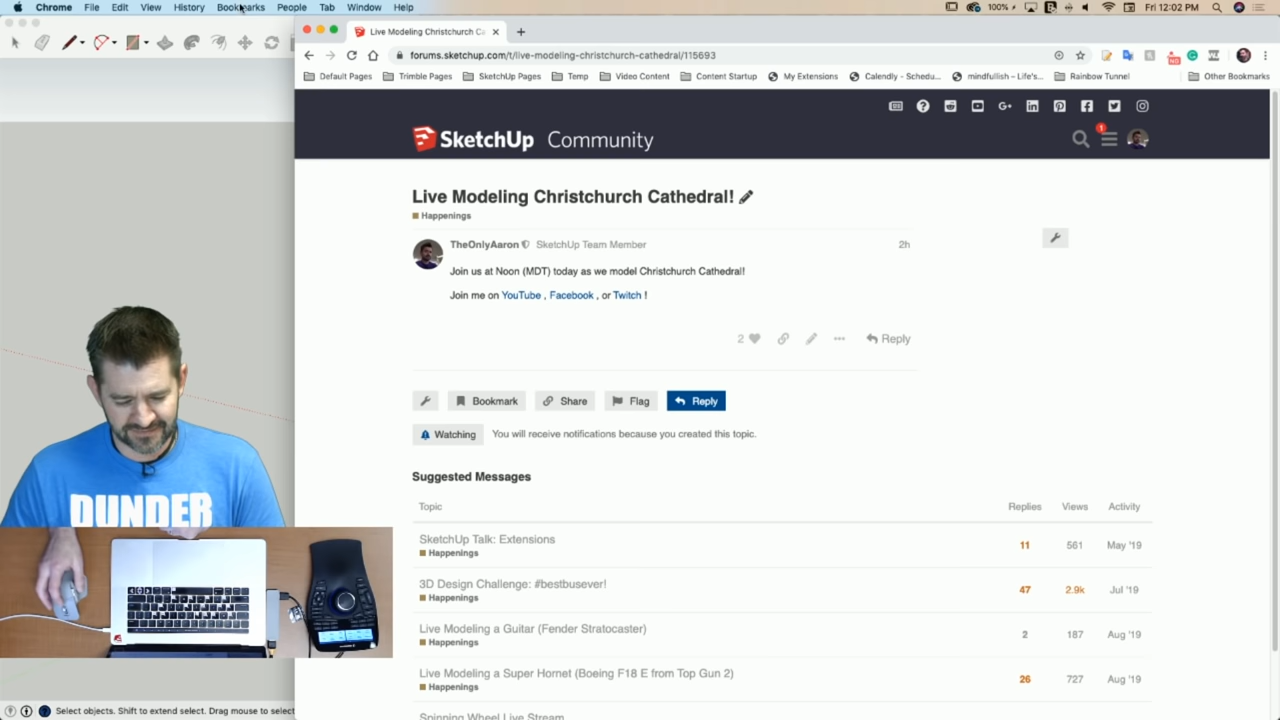 Chrome File Edit View History Bookmarks People Tab Window Help 100% Fri 12:02 PM
Live Modeling Christchurch Ca
forums.sketchup.com/t/live-modeling-christchurch-cathedral/115693
Default Pages Trimble Pages SketchUp Pages Temp Video Content Content Startup My Extensions Calendly - Schedu... mindfullish – Life's... Rainbow Tunnel Other Bookmarks
SketchUp Community
1
Live Modeling Christchurch Cathedral!
Happenings
TheOnlyAaron SketchUp Team Member 2h
Join us at Noon (MDT) today as we model Christchurch Cathedral!
Join me on YouTube , Facebook , or Twitch !
2 ... Reply
Bookmark Share Flag Reply
Watching You will receive notifications because you created this topic.
Suggested Messages
Topic Replies Views Activity
SketchUp Talk: Extensions 11 561 May '19
Happenings
3D Design Challenge: #bestbusever! 47 2.9k Jul '19
Happenings
Live Modeling a Guitar (Fender Stratocaster) 2 187 Aug '19
Happenings
Live Modeling a Super Hornet (Boeing F18 E from Top Gun 2) 26 727 Aug '19
Happenings
Spinning Wheel Live Stream
DUNDER
Select objects. Shift to extend select. Drag mouse to select